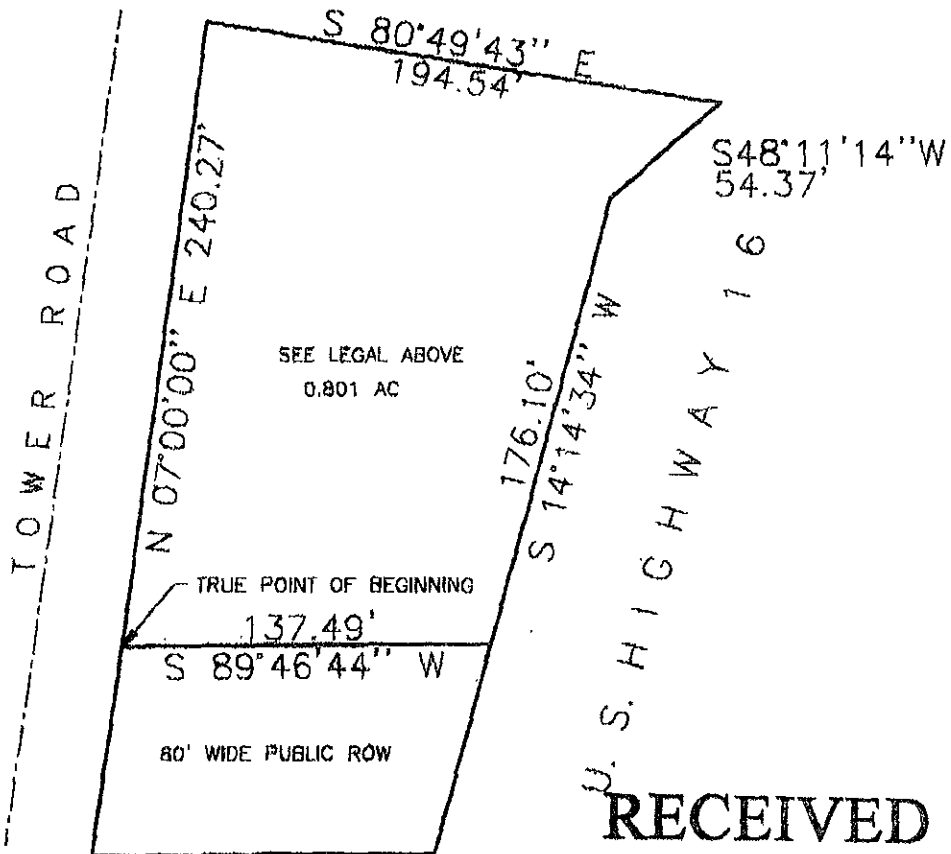 S 80°49'43" E
194.54'
S48°11'14"W
54.37'
TOWER ROAD
N 07°00'00" E 240.27'
SEE LEGAL ABOVE
0.801 AC
176.10'
S 14°14'34" W
U.S. HIGHWAY 16
TRUE POINT OF BEGINNING
137.49'
S 89°46'44" W
80' WIDE PUBLIC ROW
RECEIVED